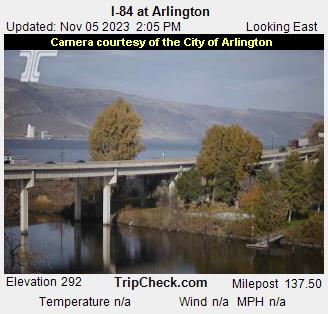 I-84 at Arlington
Updated: Nov 05 2023 2:05 PM Looking East
Camera courtesy of the City of Arlington
Elevation 292 TripCheck.com Milepost 137.50
Temperature n/a Wind n/a MPH n/a